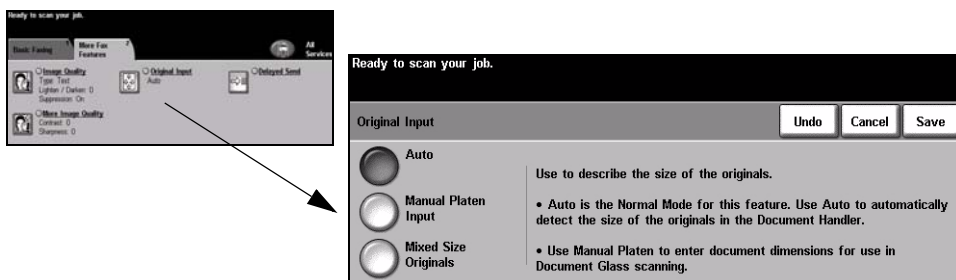 Ready to scan your job.
Basic Faxing 1
More Fax 2
Features
All
Services
Image Quality
Type: Text
Lighten / Darken: 0
Suppression: On
Original Input
Auto
Delayed Send
More Image Quality
Contrast: 0
Sharpness: 0
Ready to scan your job.
Original Input
Undo
Cancel
Save
Auto
Manual Platen
Input
Mixed Size
Originals
Use to describe the size of the originals.
• Auto is the Normal Mode for this feature. Use Auto to automatically
detect the size of the originals in the Document Handler.
• Use Manual Platen to enter document dimensions for use in
Document Glass scanning.